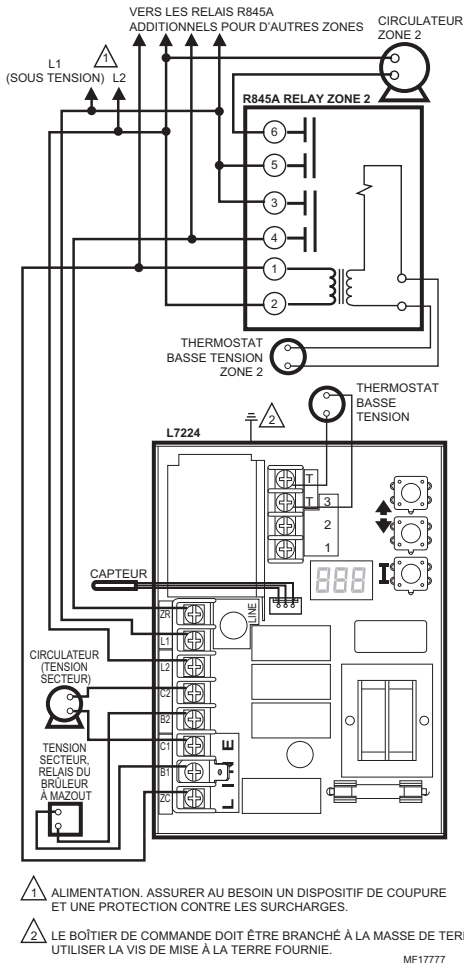 VERS LES RELAIS R845A
ADDITIONNELS POUR D'AUTRES ZONES
CIRCULATEUR
ZONE 2
1
L1
(SOUS TENSION) L2
R845A RELAY ZONE 2
6
5
3
4
1
2
THERMOSTAT
BASSE TENSION
ZONE 2
THERMOSTAT
BASSE
TENSION
2
L7224
T
T 3
2
1
CAPTEUR
LINE
ZR
L1
L2
C2
B2
C1
B1
ZC
LINE
CIRCULATEUR
(TENSION
SECTEUR)
TENSION
SECTEUR,
RELAIS DU
BRÛLEUR
À MAZOUT
1 ALIMENTATION. ASSURER AU BESOIN UN DISPOSITIF DE COUPURE
ET UNE PROTECTION CONTRE LES SURCHARGES.
2 LE BOÎTIER DE COMMANDE DOIT ÊTRE BRANCHÉ À LA MASSE DE
UTILISER LA VIS DE MISE À LA TERRE FOURNIE.
MF17777